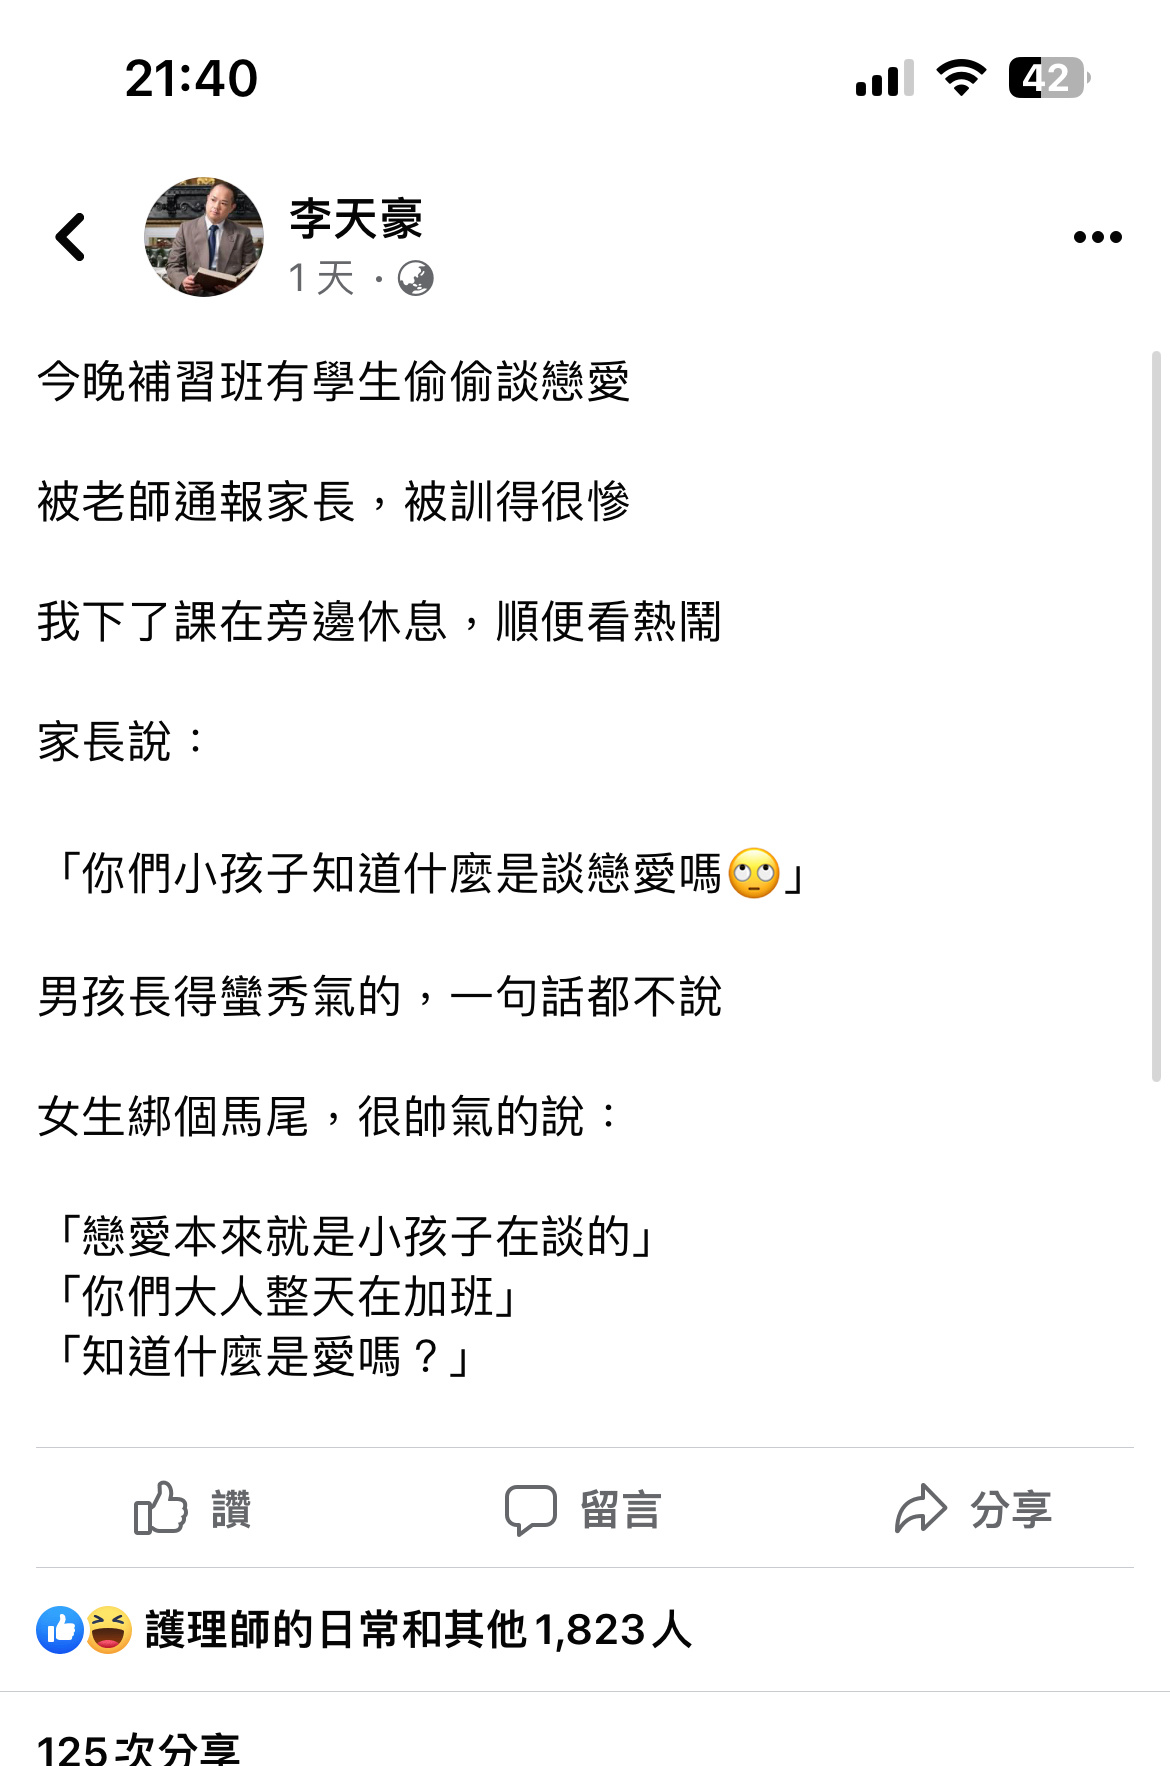 21:40
42
李天豪
1 天 ·
今晚補習班有學生偷偷談戀愛
被老師通報家長，被訓得很慘
我下了課在旁邊休息，順便看熱鬧
家長說：
「你們小孩子知道什麼是談戀愛嗎🙄」
男孩長得蠻秀氣的，一句話都不說
女生綁個馬尾，很帥氣的說：
「戀愛本來就是小孩子在談的」
「你們大人整天在加班」
「知道什麼是愛嗎？」
讚 留言 分享
護理師的日常和其他 1,823 人
125 次分享